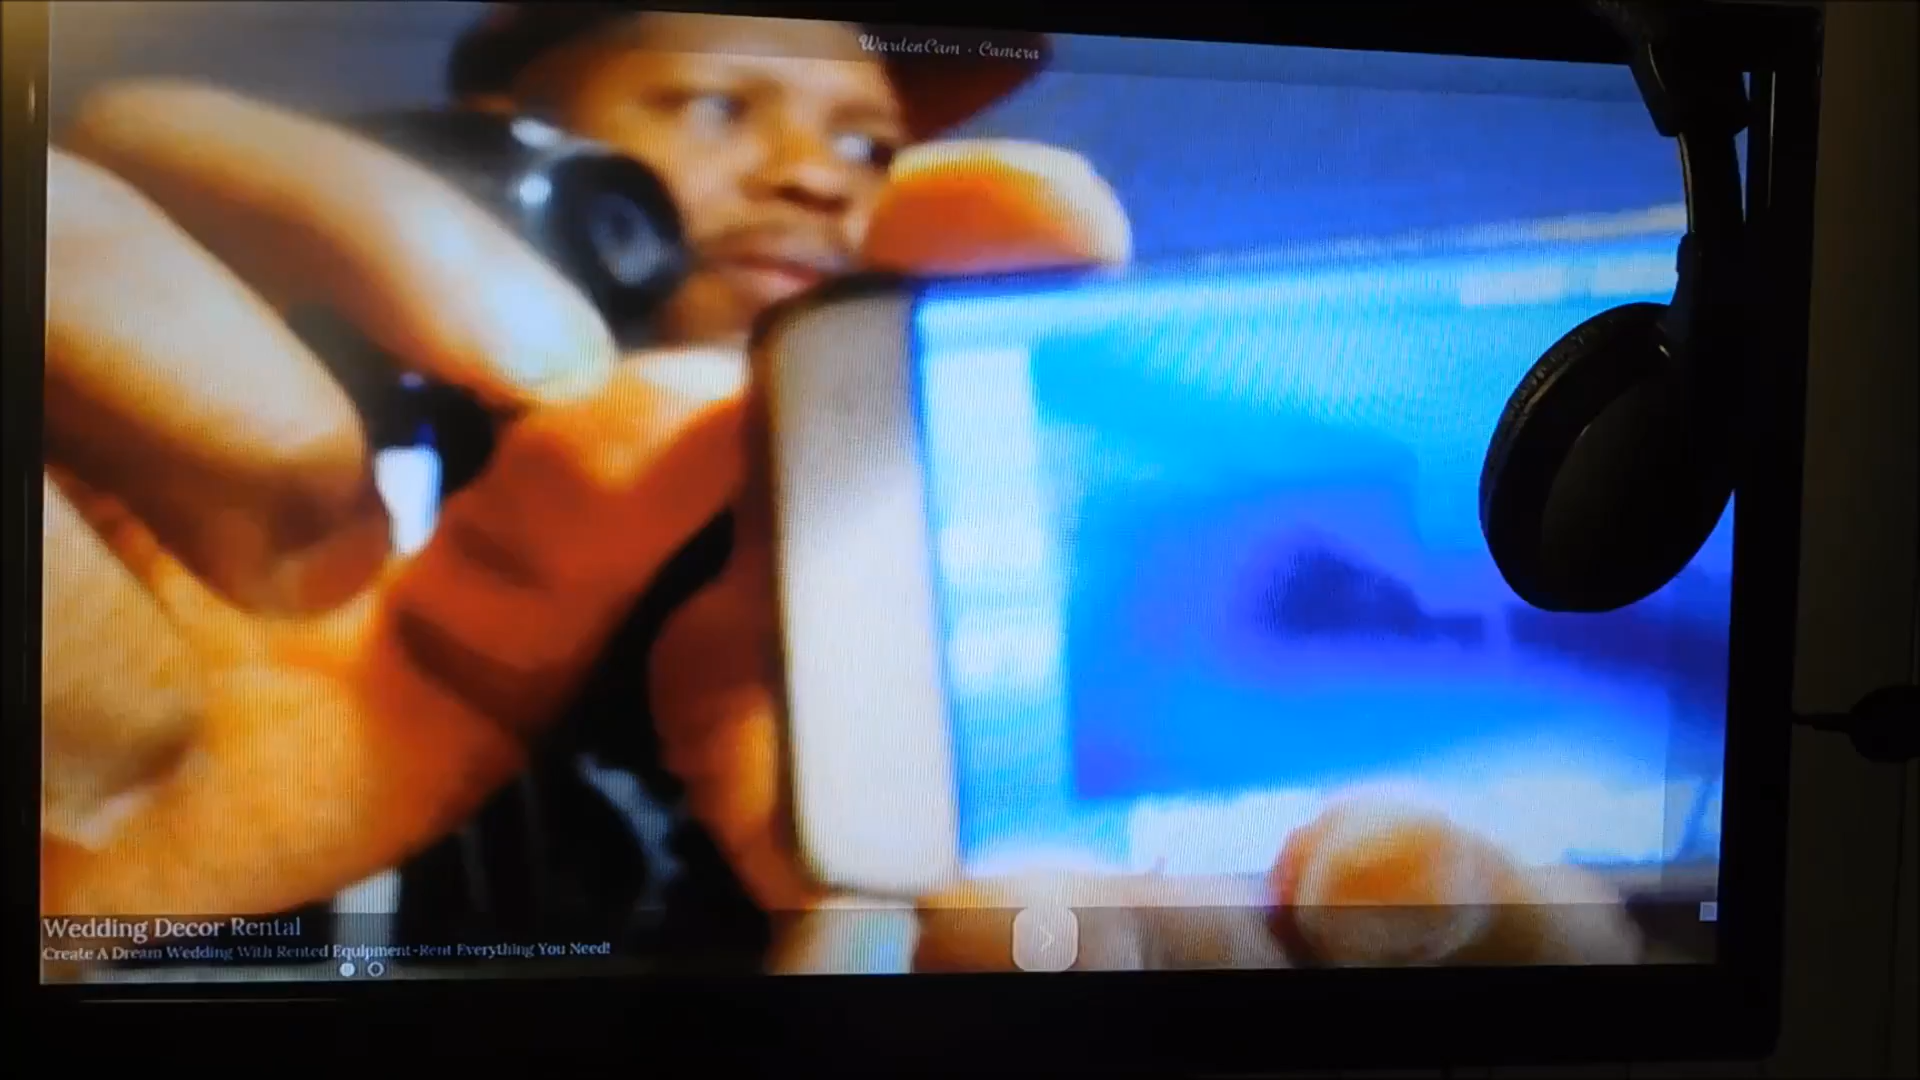 WardenCam - Camera
Wedding Decor Rental
Create A Dream Wedding With Rented Equipment-Rent Everything You Need!